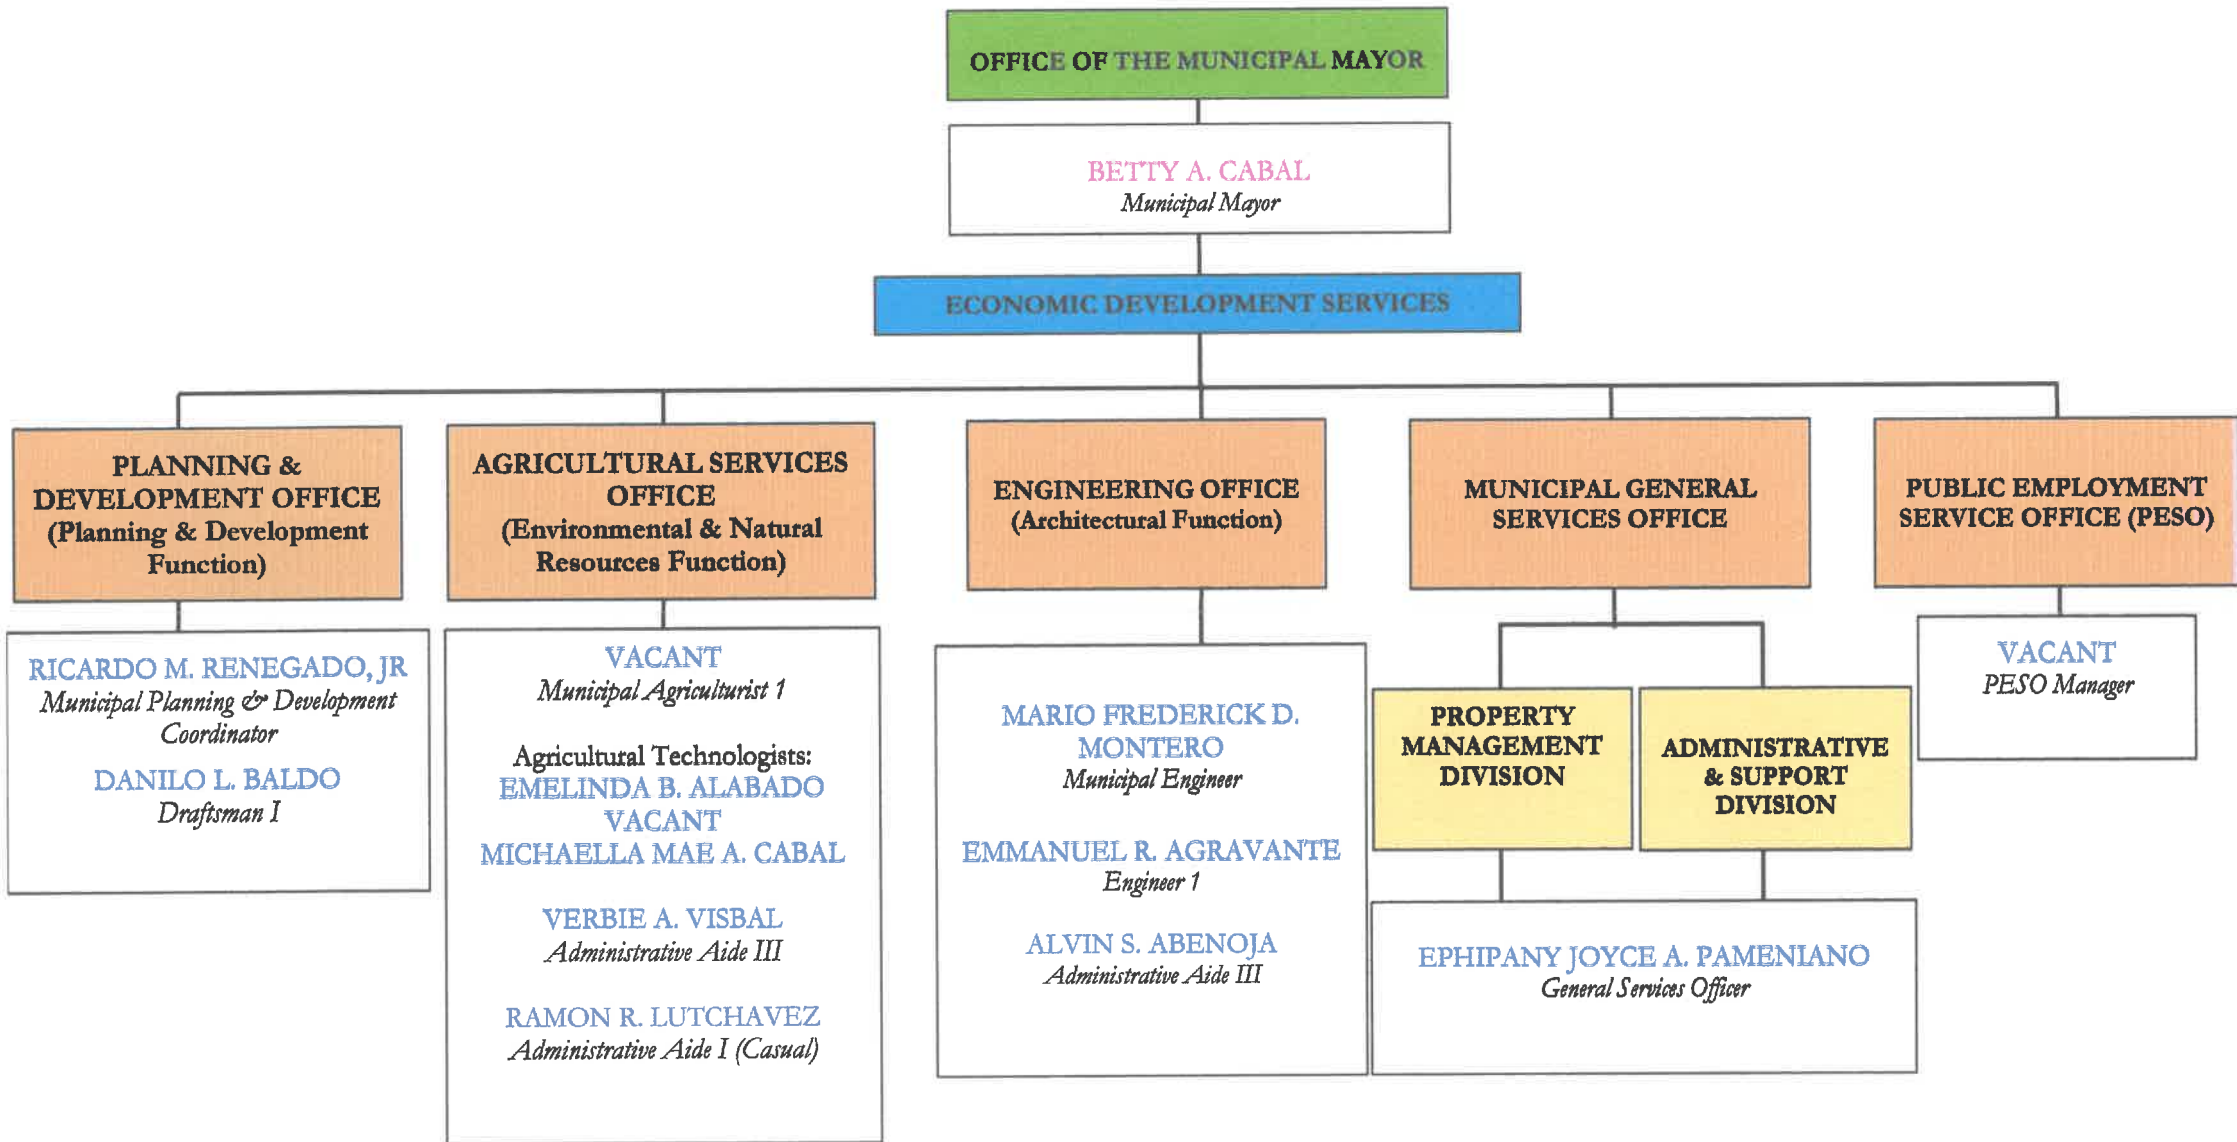 OFFICE OF THE MUNICIPAL MAYOR
BETTY A. CABAL
Municipal Mayor
ECONOMIC DEVELOPMENT SERVICES
PLANNING &
DEVELOPMENT OFFICE
(Planning & Development
Function)
RICARDO M. RENEGADO, JR
Municipal Planning & Development
Coordinator
DANILO L. BALDO
Draftsman I
AGRICULTURAL SERVICES
OFFICE
(Environmental & Natural
Resources Function)
VACANT
Municipal Agriculturist 1
Agricultural Technologists:
EMELINDA B. ALABADO
VACANT
MICHAELLA MAE A. CABAL
VERBIE A. VISBAL
Administrative Aide III
RAMON R. LUTCHAVEZ
Administrative Aide I (Casual)
ENGINEERING OFFICE
(Architectural Function)
MARIO FREDERICK D.
MONTERO
Municipal Engineer
EMMANUEL R. AGRAVANTE
Engineer 1
ALVIN S. ABENOJA
Administrative Aide III
MUNICIPAL GENERAL
SERVICES OFFICE
PROPERTY
MANAGEMENT
DIVISION
ADMINISTRATIVE
& SUPPORT
DIVISION
EPHIPANY JOYCE A. PAMENIANO
General Services Officer
PUBLIC EMPLOYMENT
SERVICE OFFICE (PESO)
VACANT
PESO Manager